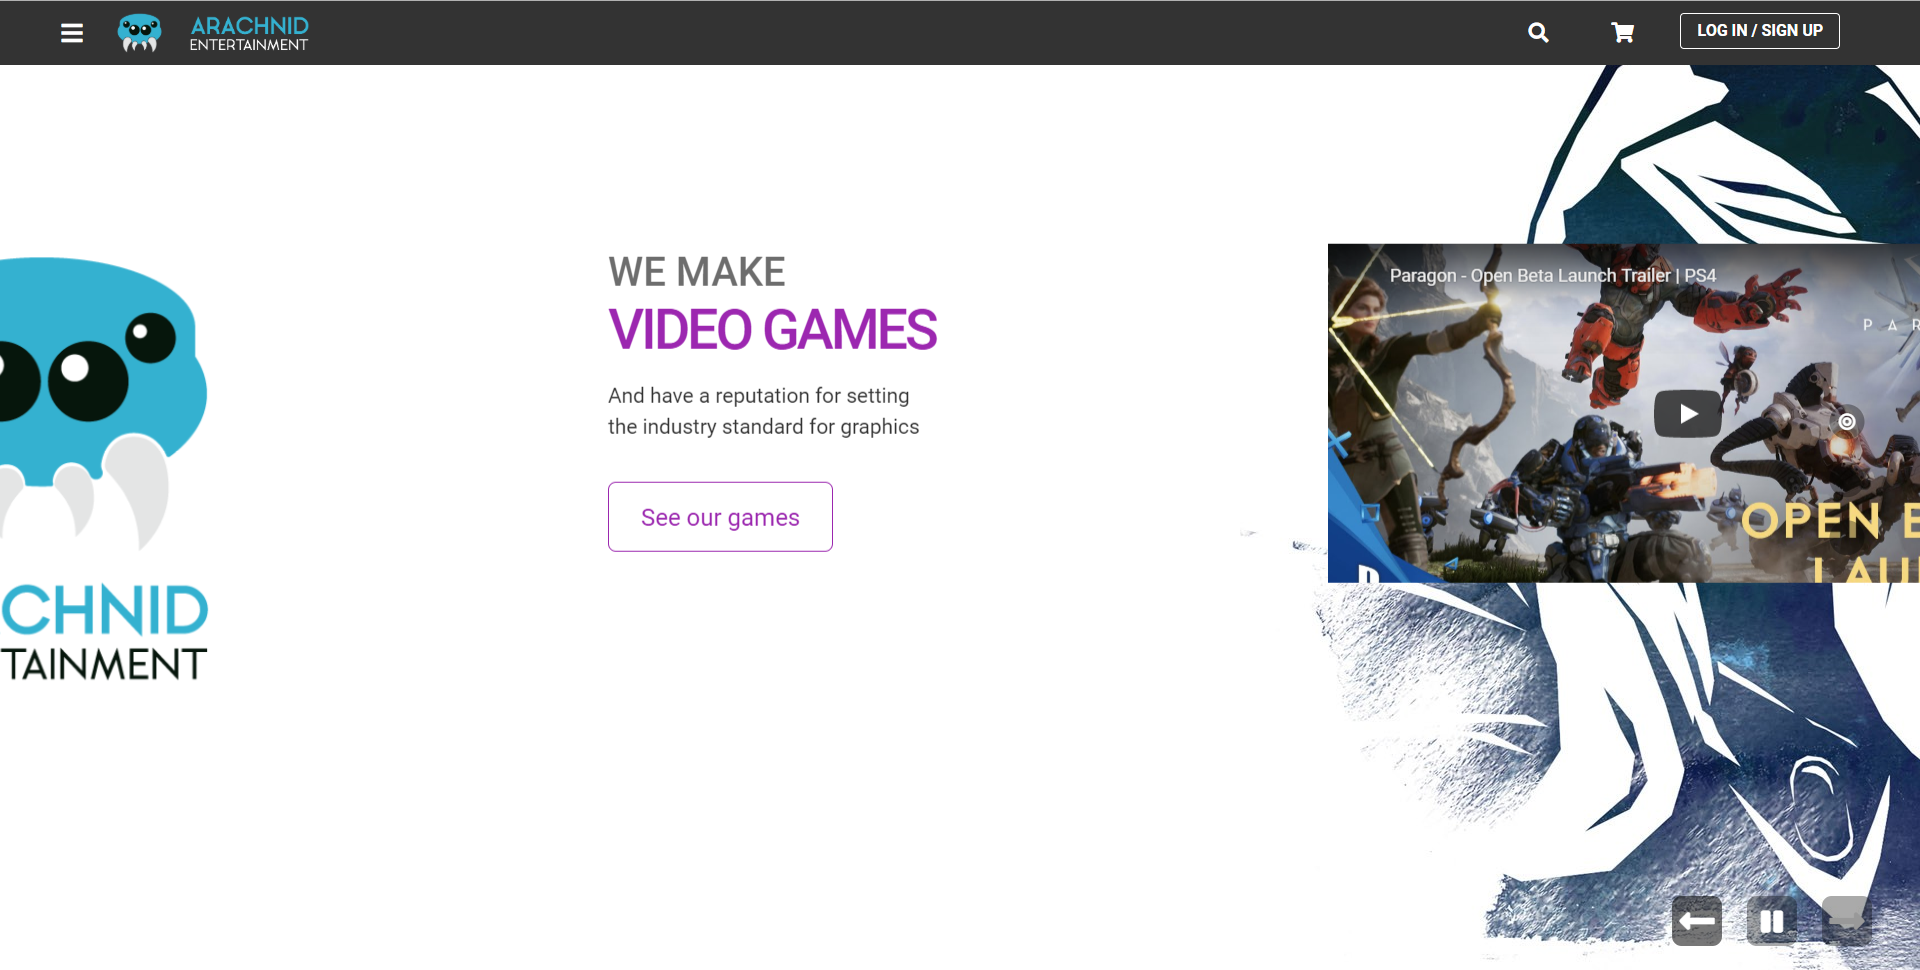 ARACHNID
ENTERTAINMENT
LOG IN / SIGN UP
CHNID
TAINMENT
WE MAKE
VIDEO GAMES
And have a reputation for setting
the industry standard for graphics
See our games
Paragon - Open Beta Launch Trailer | PS4
P A R
OPEN B
LAU